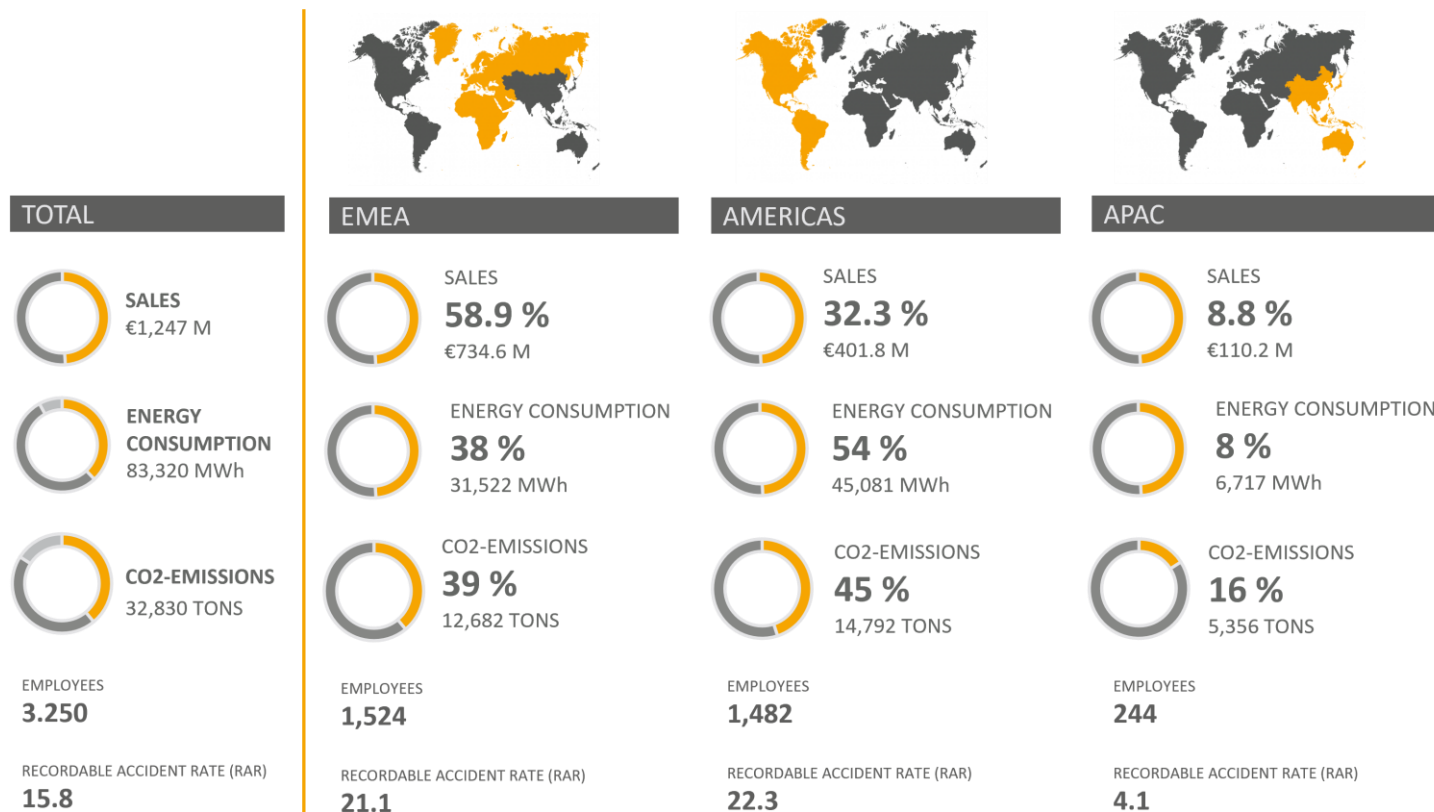 TOTAL
SALES
€1,247 M
ENERGY
CONSUMPTION
83,320 MWh
CO2-EMISSIONS
32,830 TONS
EMPLOYEES
3.250
RECORDABLE ACCIDENT RATE (RAR)
15.8
EMEA
SALES
58.9 %
€734.6 M
ENERGY CONSUMPTION
38 %
31,522 MWh
CO2-EMISSIONS
39 %
12,682 TONS
EMPLOYEES
1,524
RECORDABLE ACCIDENT RATE (RAR)
21.1
AMERICAS
SALES
32.3 %
€401.8 M
ENERGY CONSUMPTION
54 %
45,081 MWh
CO2-EMISSIONS
45 %
14,792 TONS
EMPLOYEES
1,482
RECORDABLE ACCIDENT RATE (RAR)
22.3
APAC
SALES
8.8 %
€110.2 M
ENERGY CONSUMPTION
8 %
6,717 MWh
CO2-EMISSIONS
16 %
5,356 TONS
EMPLOYEES
244
RECORDABLE ACCIDENT RATE (RAR)
4.1